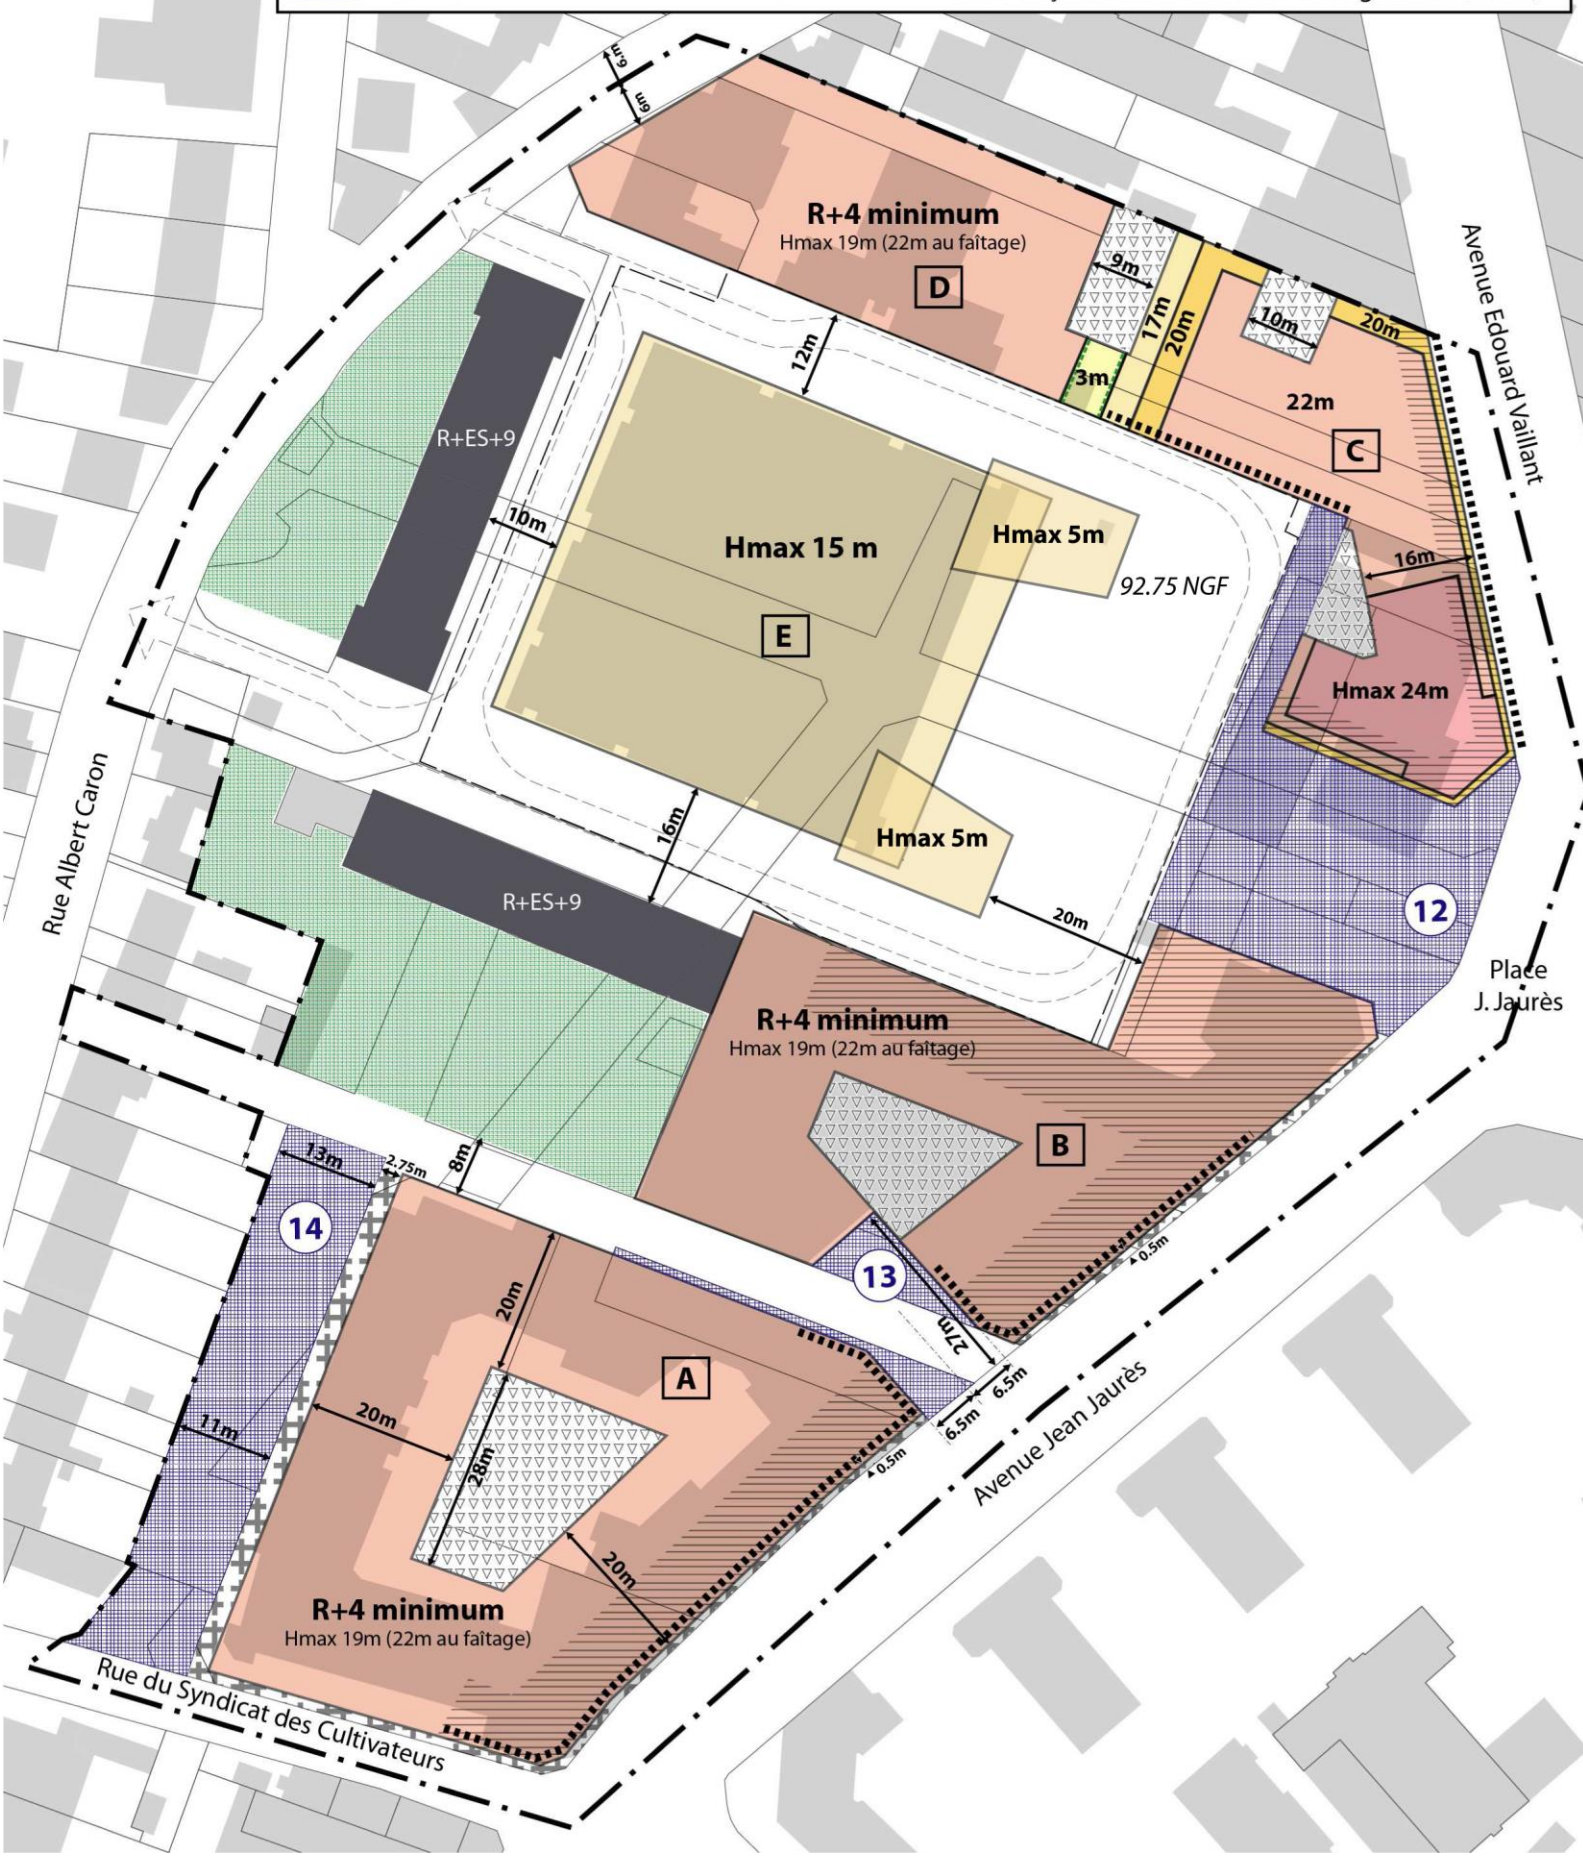 6.m
6m
R+4 minimum
Hmax 19m (22m au faîtage)
D
9m
17m
20m
10m
20m
3m
22m
C
Avenue Edouard Vaillant
12m
R+ES+9
10m
Hmax 15 m
Hmax 5m
92.75 NGF
E
16m
Hmax 24m
Rue Albert Caron
16m
Hmax 5m
R+ES+9
20m
12
Place
J. Jaurès
R+4 minimum
Hmax 19m (22m au faîtage)
B
13m
2.75m
8m
14
13
0.5m
27m
20m
A
6.5m
6.5m
20m
11m
28m
0.5m
Avenue Jean Jaurès
20m
R+4 minimum
Hmax 19m (22m au faîtage)
Rue du Syndicat des Cultivateurs